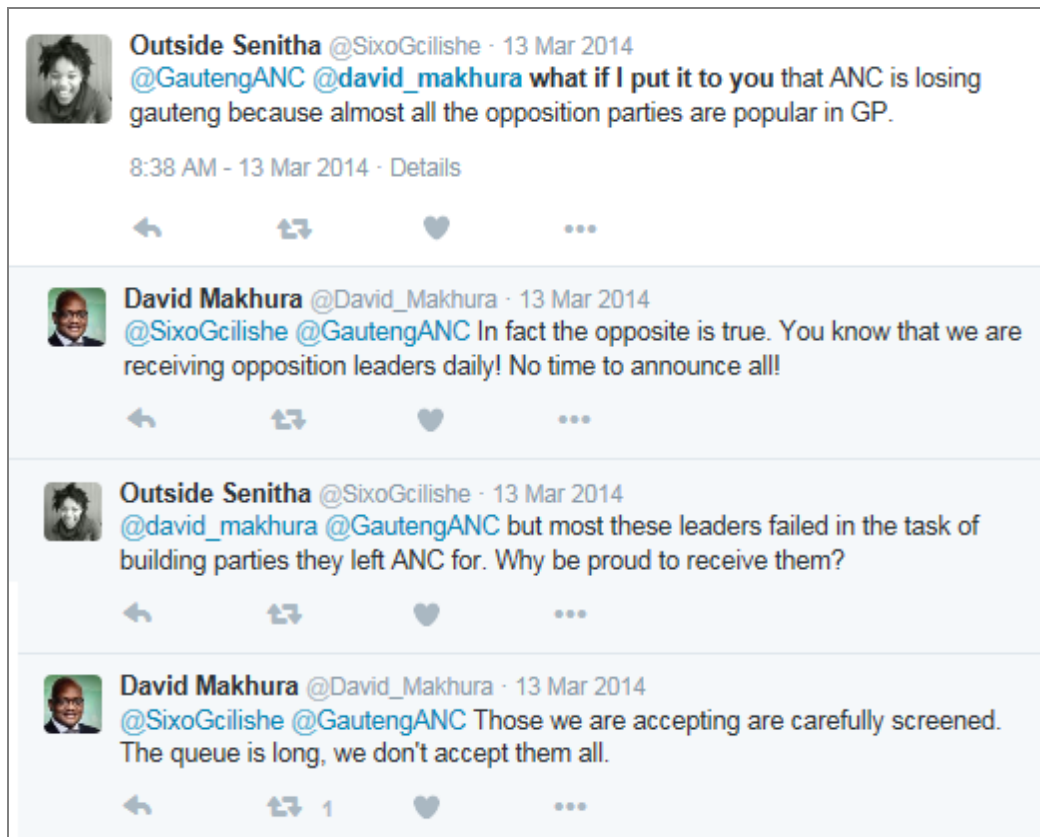 Outside Senitha @SixoGcilishe · 13 Mar 2014
@GautengANC @david_makhura what if I put it to you that ANC is losing
gauteng because almost all the opposition parties are popular in GP.
8:38 AM - 13 Mar 2014 · Details
David Makhura @David_Makhura · 13 Mar 2014
@SixoGcilishe @GautengANC In fact the opposite is true. You know that we are
receiving opposition leaders daily! No time to announce all!
Outside Senitha @SixoGcilishe · 13 Mar 2014
@david_makhura @GautengANC but most these leaders failed in the task of
building parties they left ANC for. Why be proud to receive them?
David Makhura @David_Makhura · 13 Mar 2014
@SixoGcilishe @GautengANC Those we are accepting are carefully screened.
The queue is long, we don't accept them all.
1